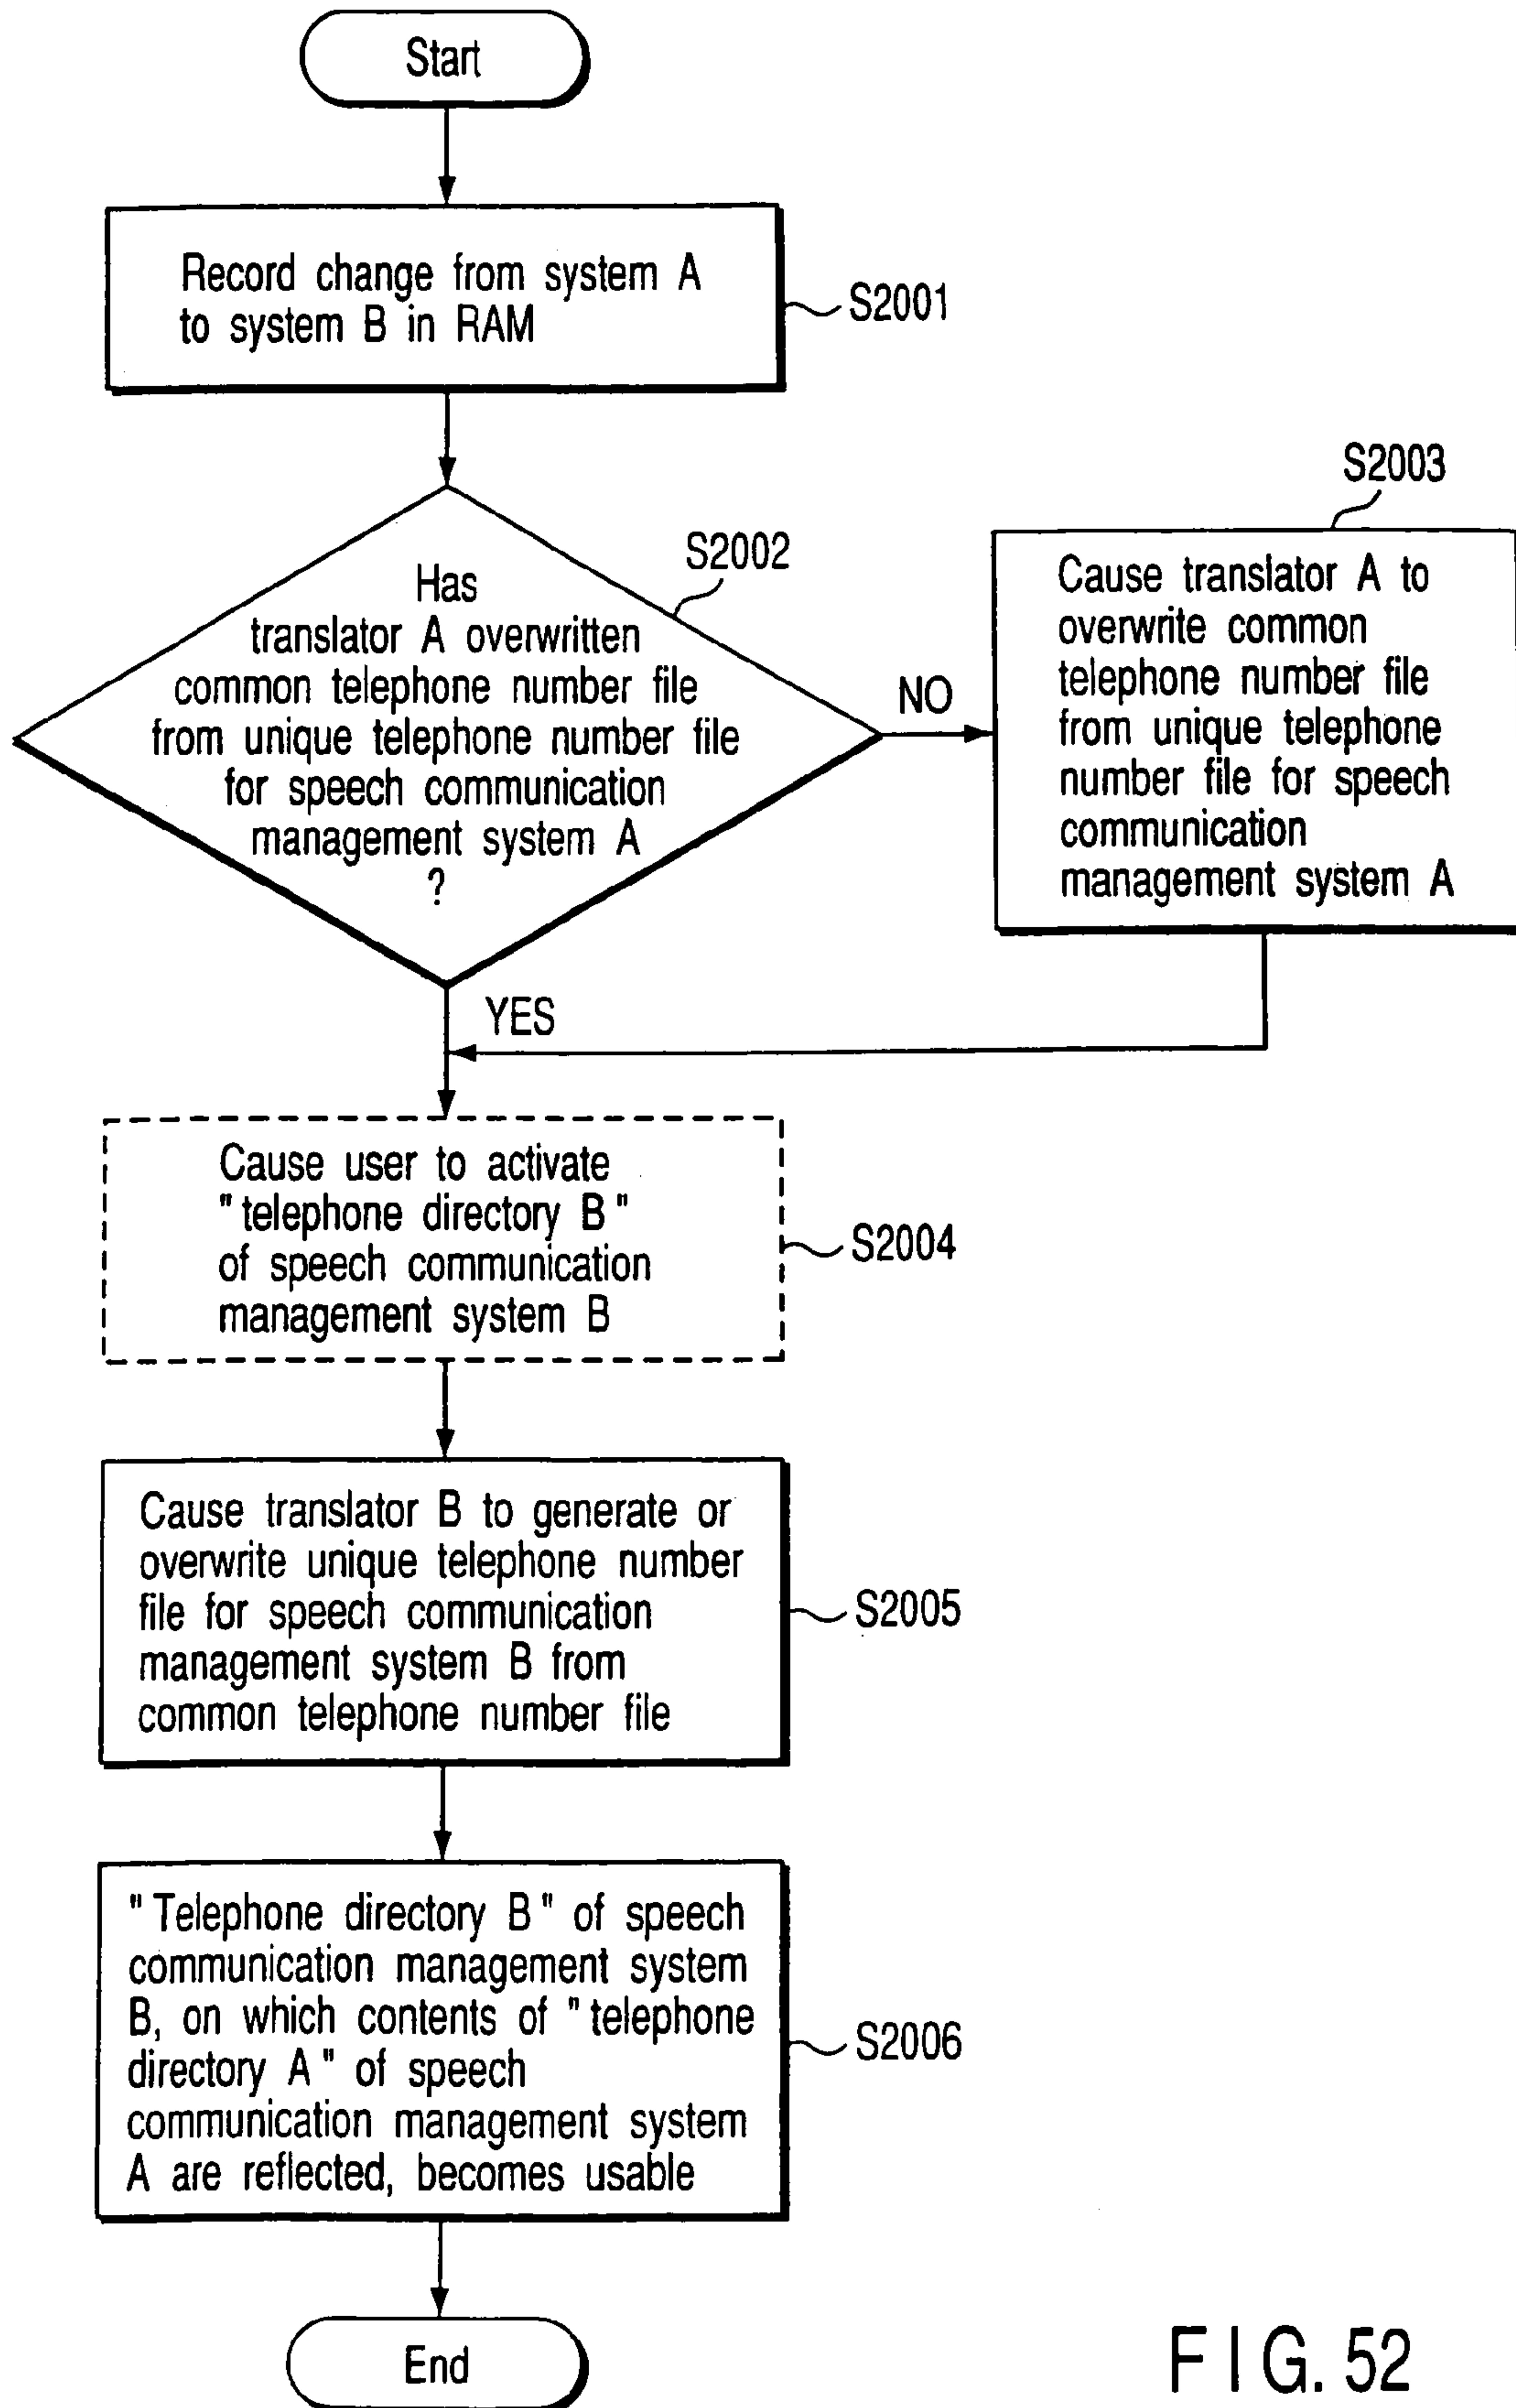 Start
Record change from system A
to system B in RAM
S2001
S2002
Has
translator A overwritten
common telephone number file
from unique telephone number file
for speech communication
management system A
?
NO
S2003
Cause translator A to
overwrite common
telephone number file
from unique telephone
number file for speech
communication
management system A
YES
Cause user to activate
"telephone directory B"
of speech communication
management system B
S2004
Cause translator B to generate or
overwrite unique telephone number
file for speech communication
management system B from
common telephone number file
S2005
"Telephone directory B" of speech
communication management system
B, on which contents of "telephone
directory A" of speech
communication management system
A are reflected, becomes usable
S2006
End
FIG. 52